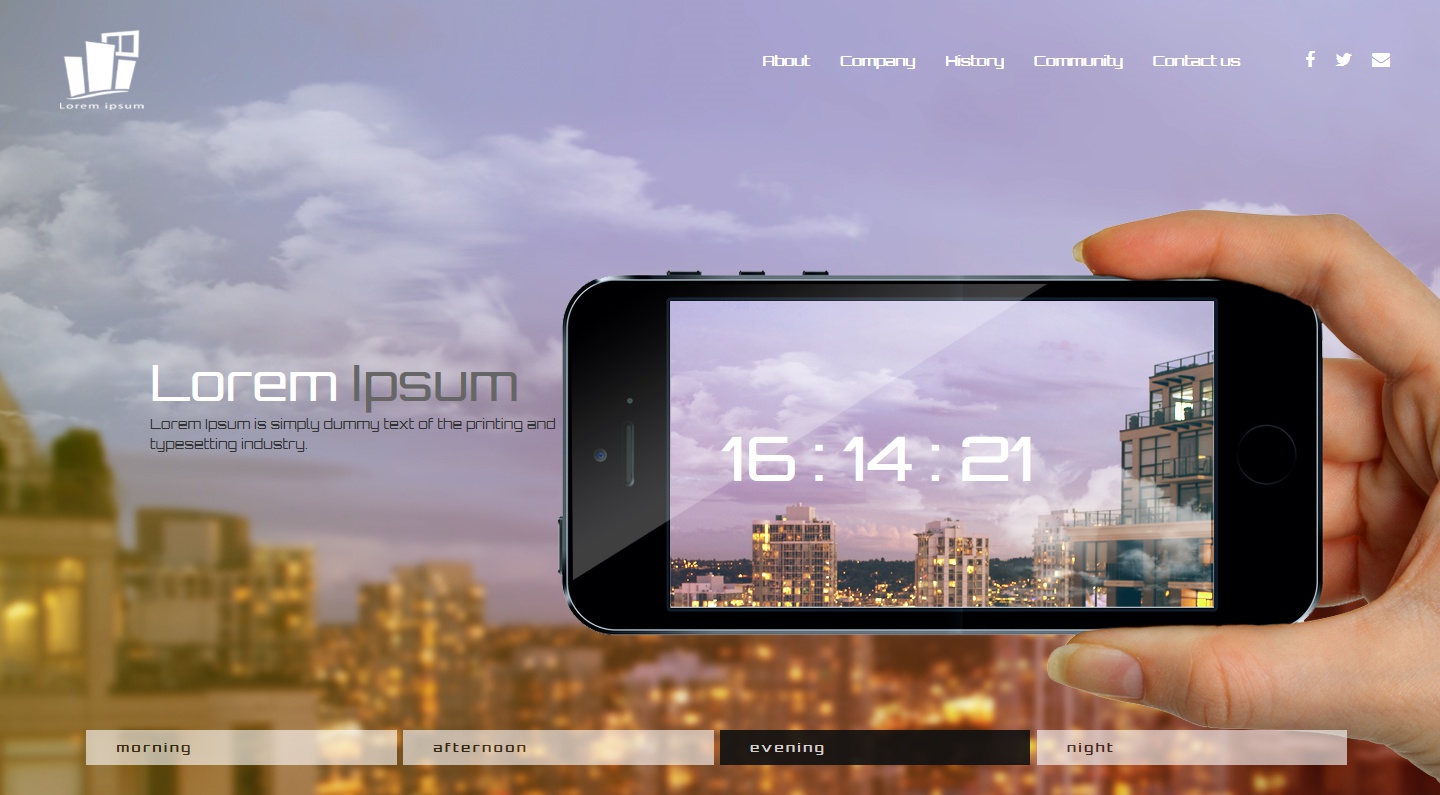 Lorem ipsum
About Company History Community Contact us
Lorem Ipsum
Lorem Ipsum is simply dummy text of the printing and
typesetting industry.
16 : 14 : 21
morning afternoon evening night